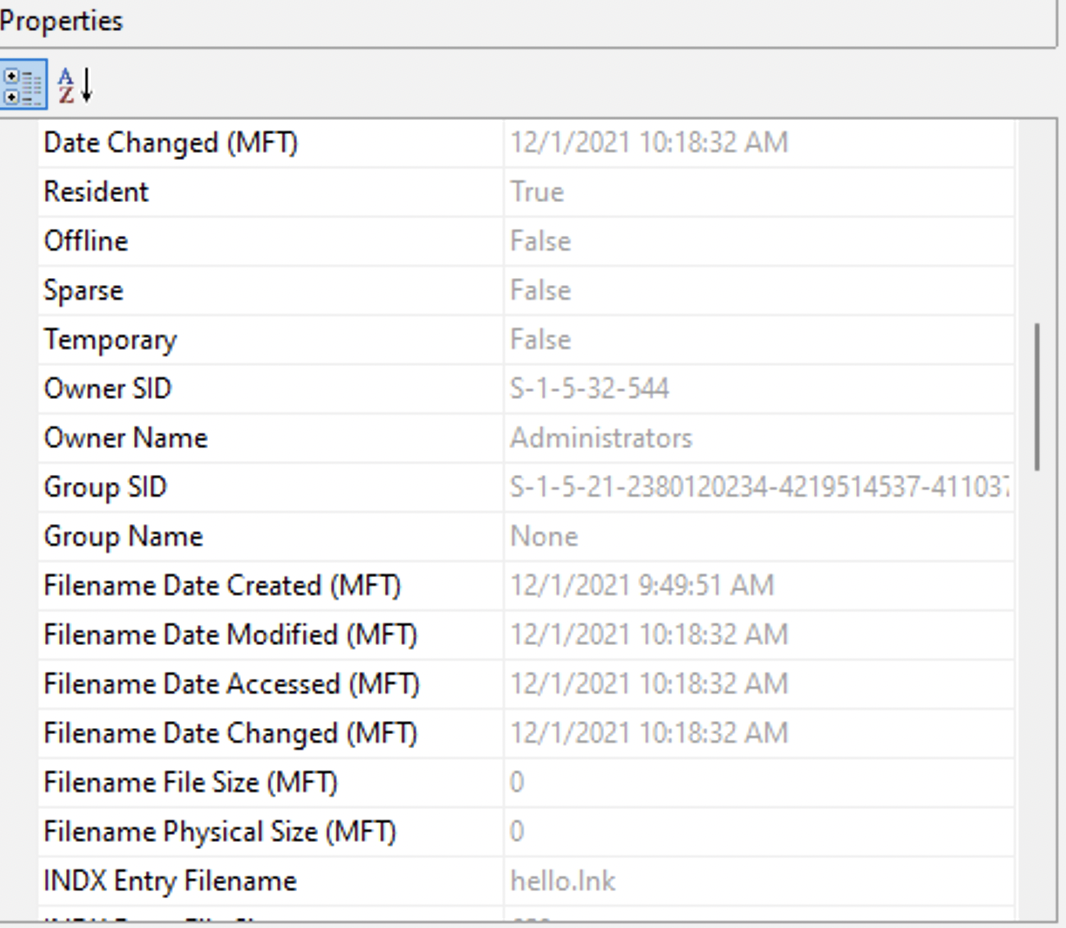 Properties
Date Changed (MFT) 12/1/2021 10:18:32 AM
Resident True
Offline False
Sparse False
Temporary False
Owner SID S-1-5-32-544
Owner Name Administrators
Group SID S-1-5-21-2380120234-4219514537-411037
Group Name None
Filename Date Created (MFT) 12/1/2021 9:49:51 AM
Filename Date Modified (MFT) 12/1/2021 10:18:32 AM
Filename Date Accessed (MFT) 12/1/2021 10:18:32 AM
Filename Date Changed (MFT) 12/1/2021 10:18:32 AM
Filename File Size (MFT) 0
Filename Physical Size (MFT) 0
INDX Entry Filename hello.lnk